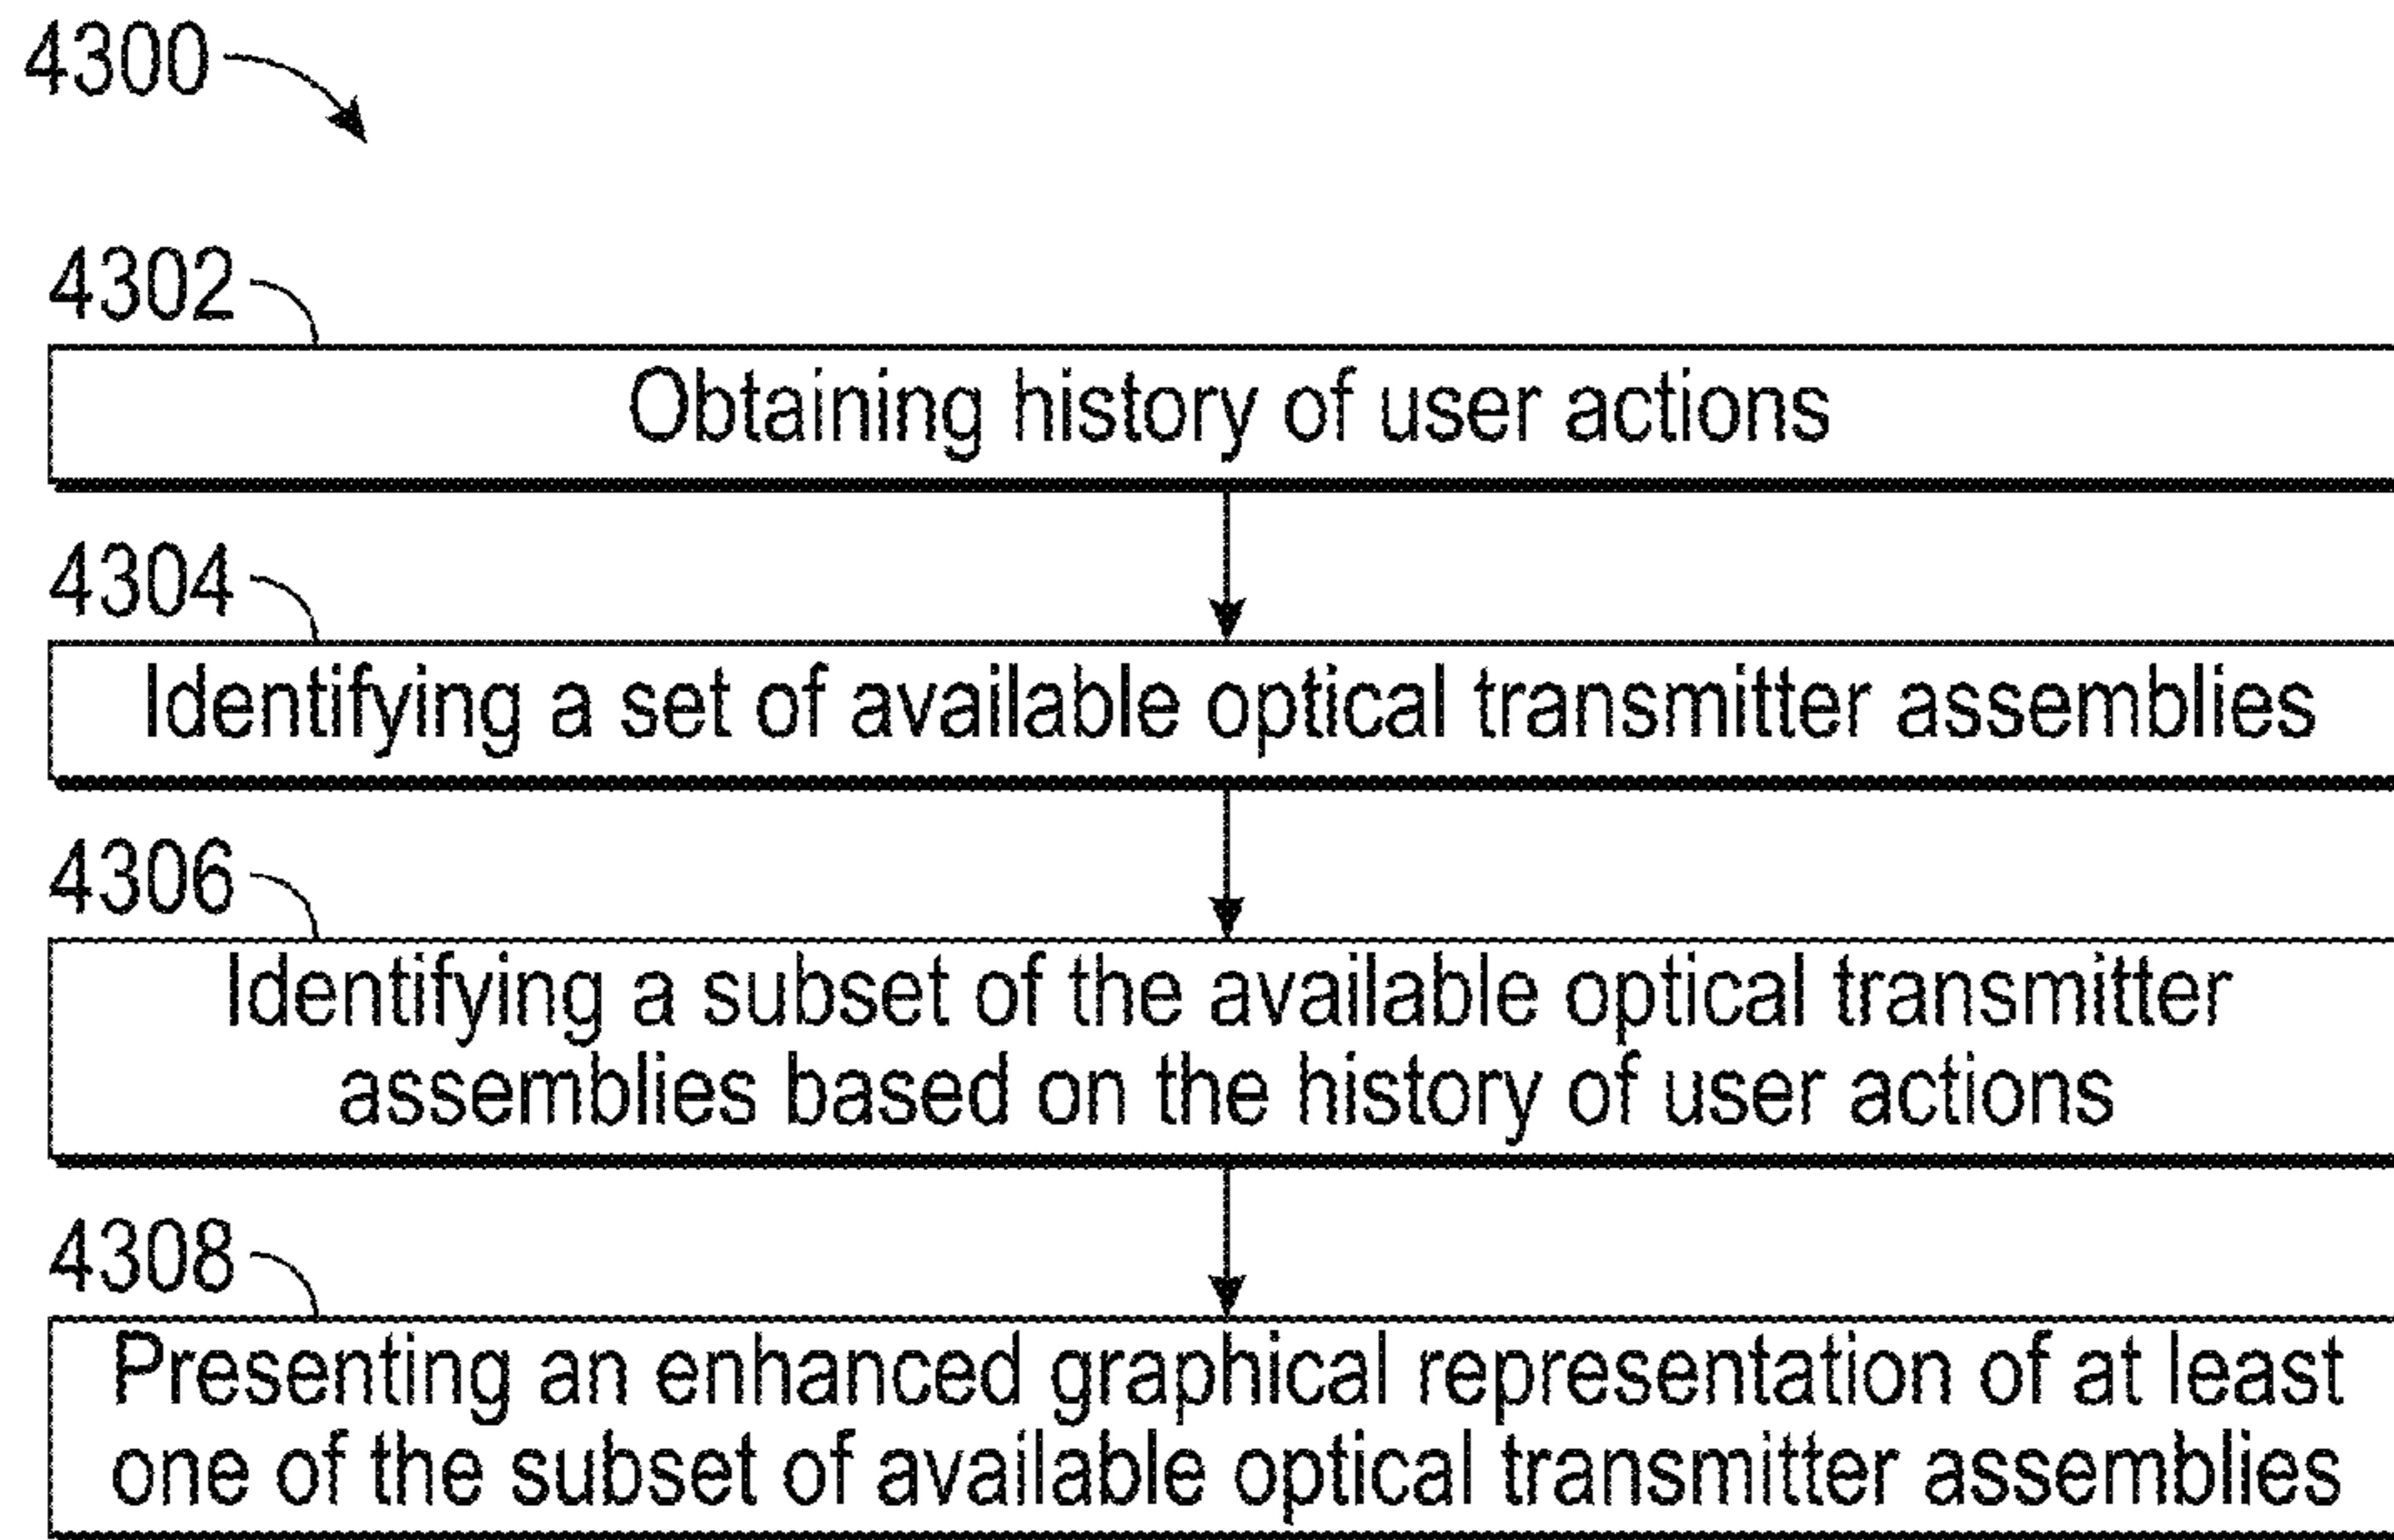 4300
4302
Obtaining history of user actions
4304
Identifying a set of available optical transmitter assemblies
4306
Identifying a subset of the available optical transmitter
assemblies based on the history of user actions
4308
Presenting an enhanced graphical representation of at least
one of the subset of available optical transmitter assemblies